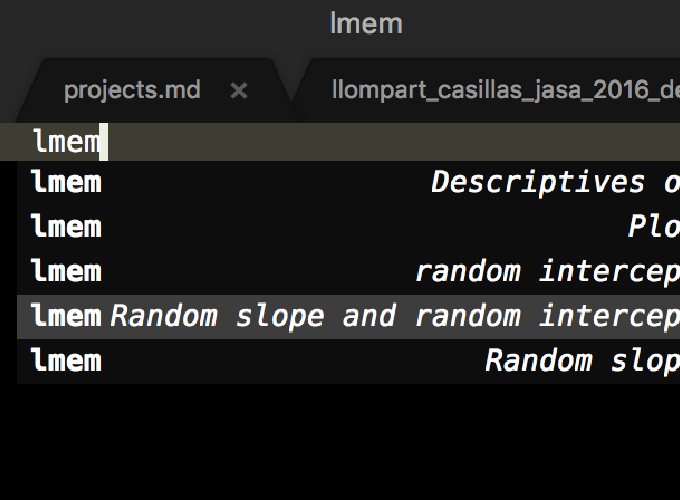 lmem
projects.md × llompart_casillas_jasa_2016_de
lmem
lmem Descriptives o
lmem Plo
lmem random intercep
lmem Random slope and random intercep
lmem Random slop